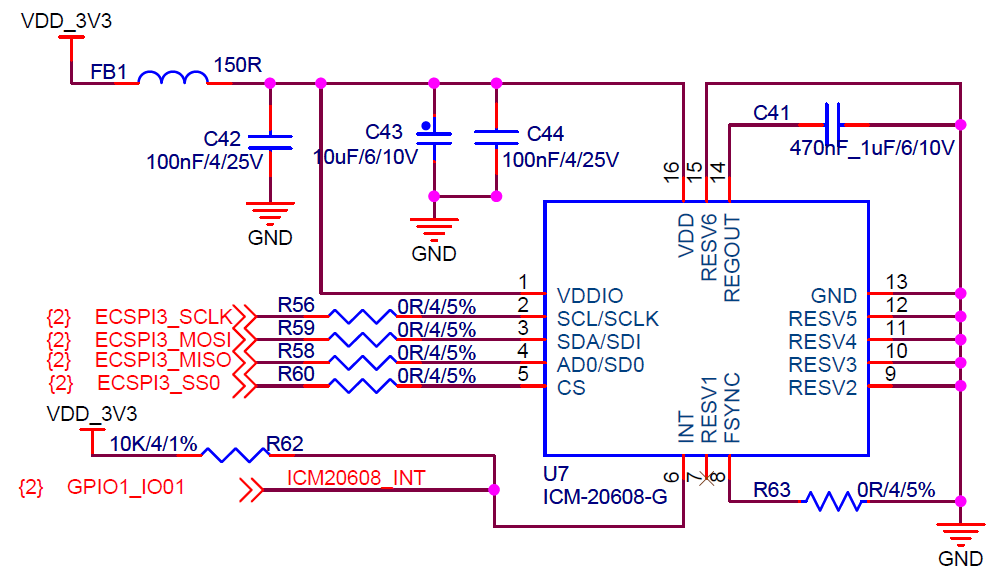 VDD_3V3
FB1
150R
C42
100nF/4/25V
C43
10uF/6/10V
C44
100nF/4/25V
C41
470nF_1uF/6/10V
GND
GND
16
15
14
VDD
RESV6
REGOUT
1
VDDIO
GND
13
{2} ECSPI3_SCLK
R56
0R/4/5%
2
SCL/SCLK
RESV5
12
{2} ECSPI3_MOSI
R59
0R/4/5%
3
SDA/SDI
RESV4
11
{2} ECSPI3_MISO
R58
0R/4/5%
4
AD0/SD0
RESV3
10
{2} ECSPI3_SS0
R60
0R/4/5%
5
CS
RESV2
9
INT
RESV1
FSYNC
6
7
8
VDD_3V3
10K/4/1%
R62
{2} GPIO1_IO01
ICM20608_INT
U7
ICM-20608-G
R63
0R/4/5%
GND